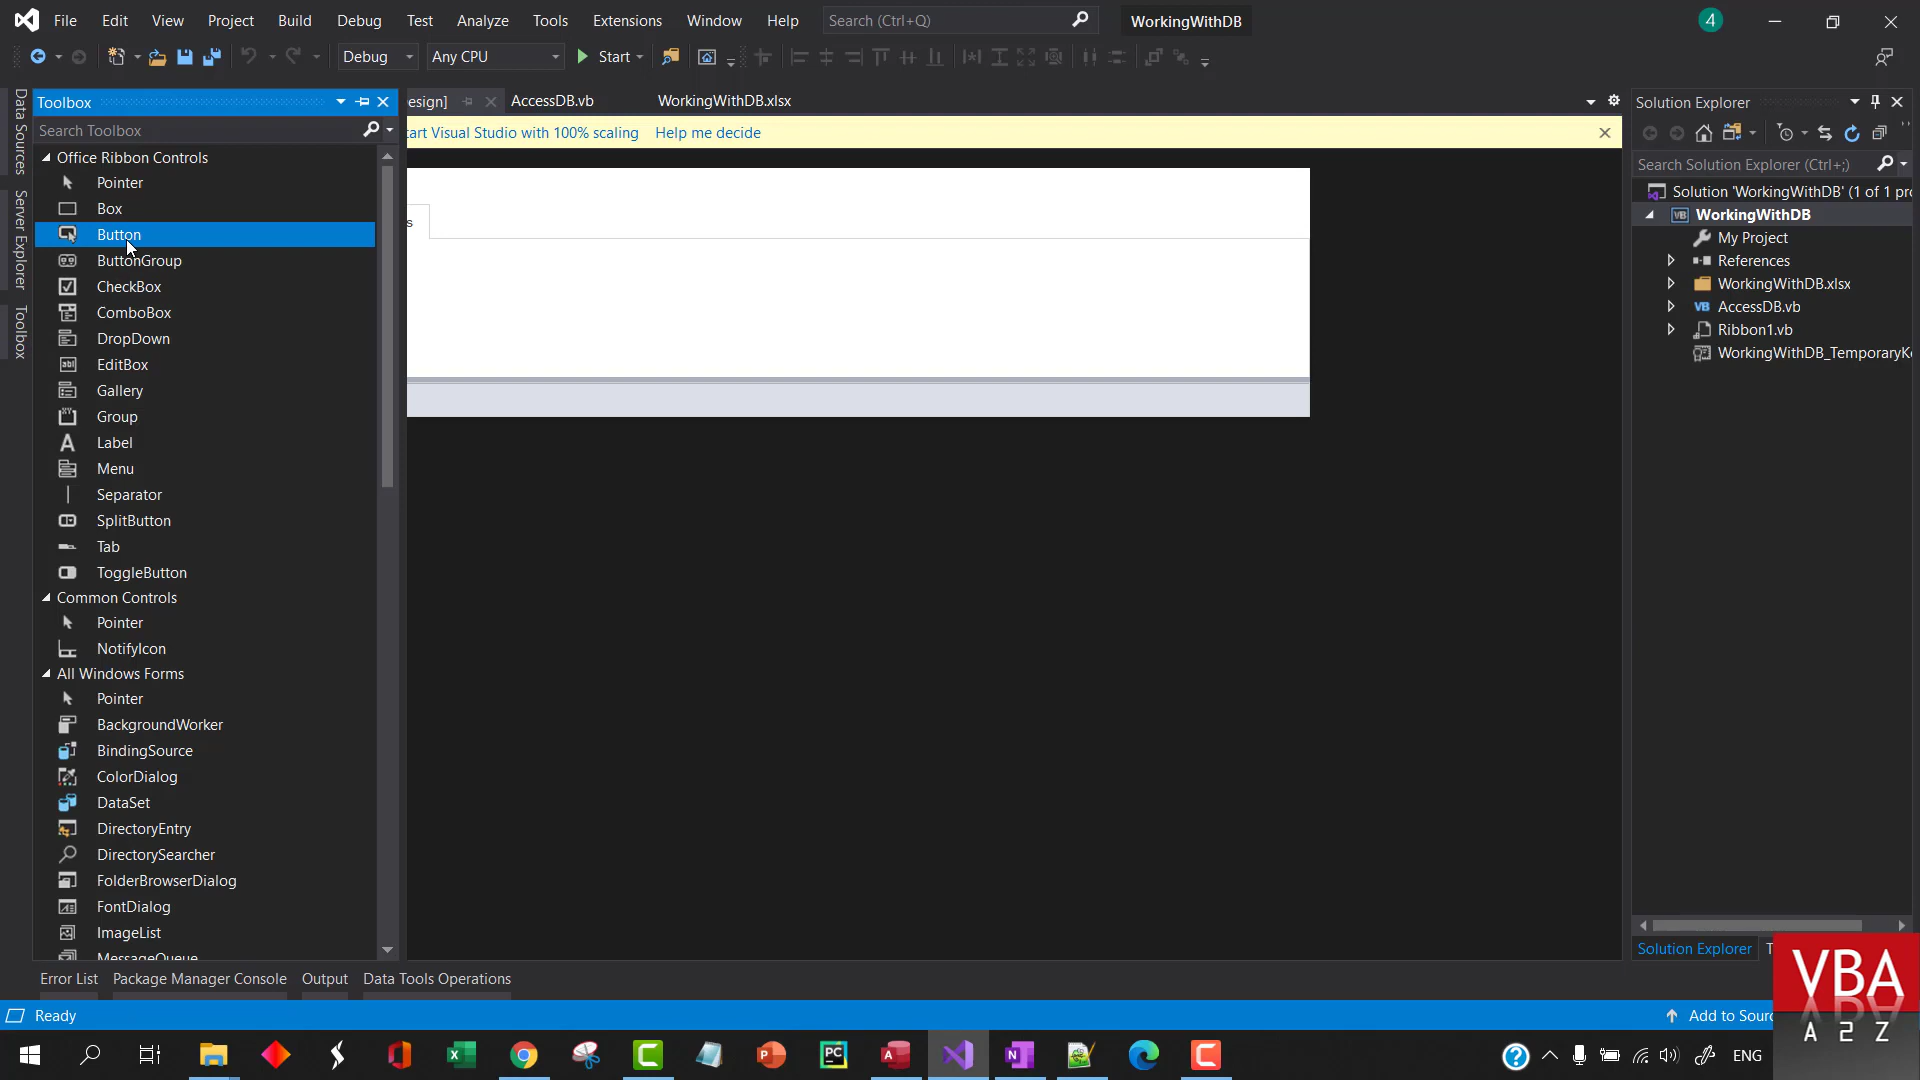 File Edit View Project Build Debug Test Analyze Tools Extensions Window Help Search (Ctrl+Q) WorkingWithDB 4
Debug Any CPU Start
Data Sources
Server Explorer
Toolbox
Toolbox
Search Toolbox
Office Ribbon Controls
Pointer
Box
Button
ButtonGroup
CheckBox
ComboBox
DropDown
EditBox
Gallery
Group
Label
Menu
Separator
SplitButton
Tab
ToggleButton
Common Controls
Pointer
NotifyIcon
All Windows Forms
Pointer
BackgroundWorker
BindingSource
ColorDialog
DataSet
DirectoryEntry
DirectorySearcher
FolderBrowserDialog
FontDialog
ImageList
MessageQueue
esign] AccessDB.vb WorkingWithDB.xlsx
tart Visual Studio with 100% scaling Help me decide
s
Solution Explorer
Search Solution Explorer (Ctrl+;)
Solution 'WorkingWithDB' (1 of 1 pro
WorkingWithDB
My Project
References
WorkingWithDB.xlsx
AccessDB.vb
Ribbon1.vb
WorkingWithDB_TemporaryK
Solution Explorer T
Error List Package Manager Console Output Data Tools Operations
Ready Add to Sourc
VBA
A 2 Z
ENG